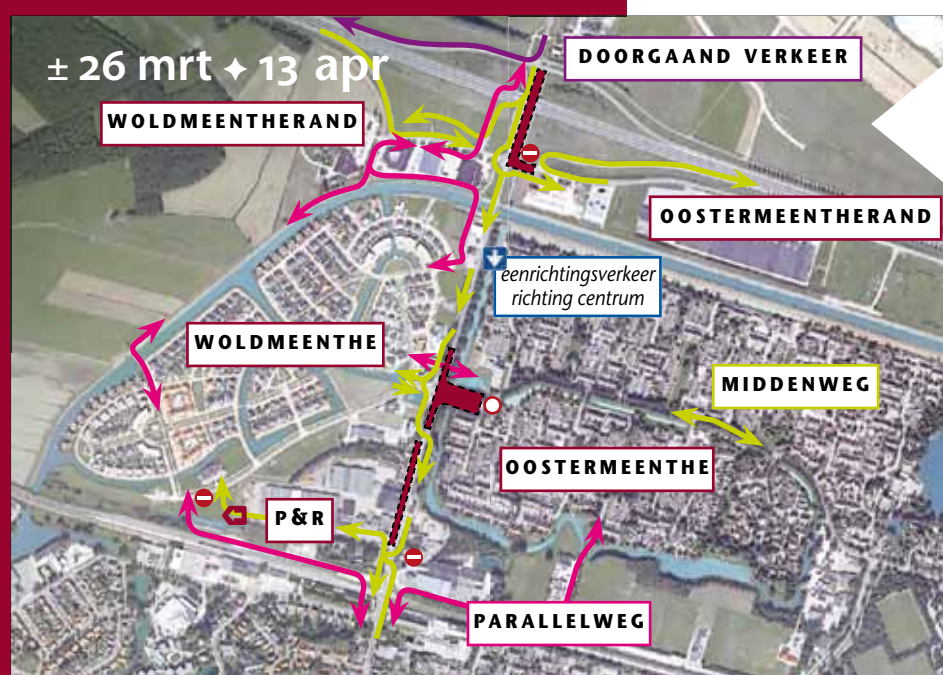 ± 26 mrt ✦ 13 apr
DOORGAAND VERKEER
WOLDMEENTHERAND
OOSTERMEENTHERAND
eenrichtingsverkeer
richting centrum
WOLDMEENTHE
MIDDENWEG
OOSTERMEENTHE
P&R
PARALLELWEG